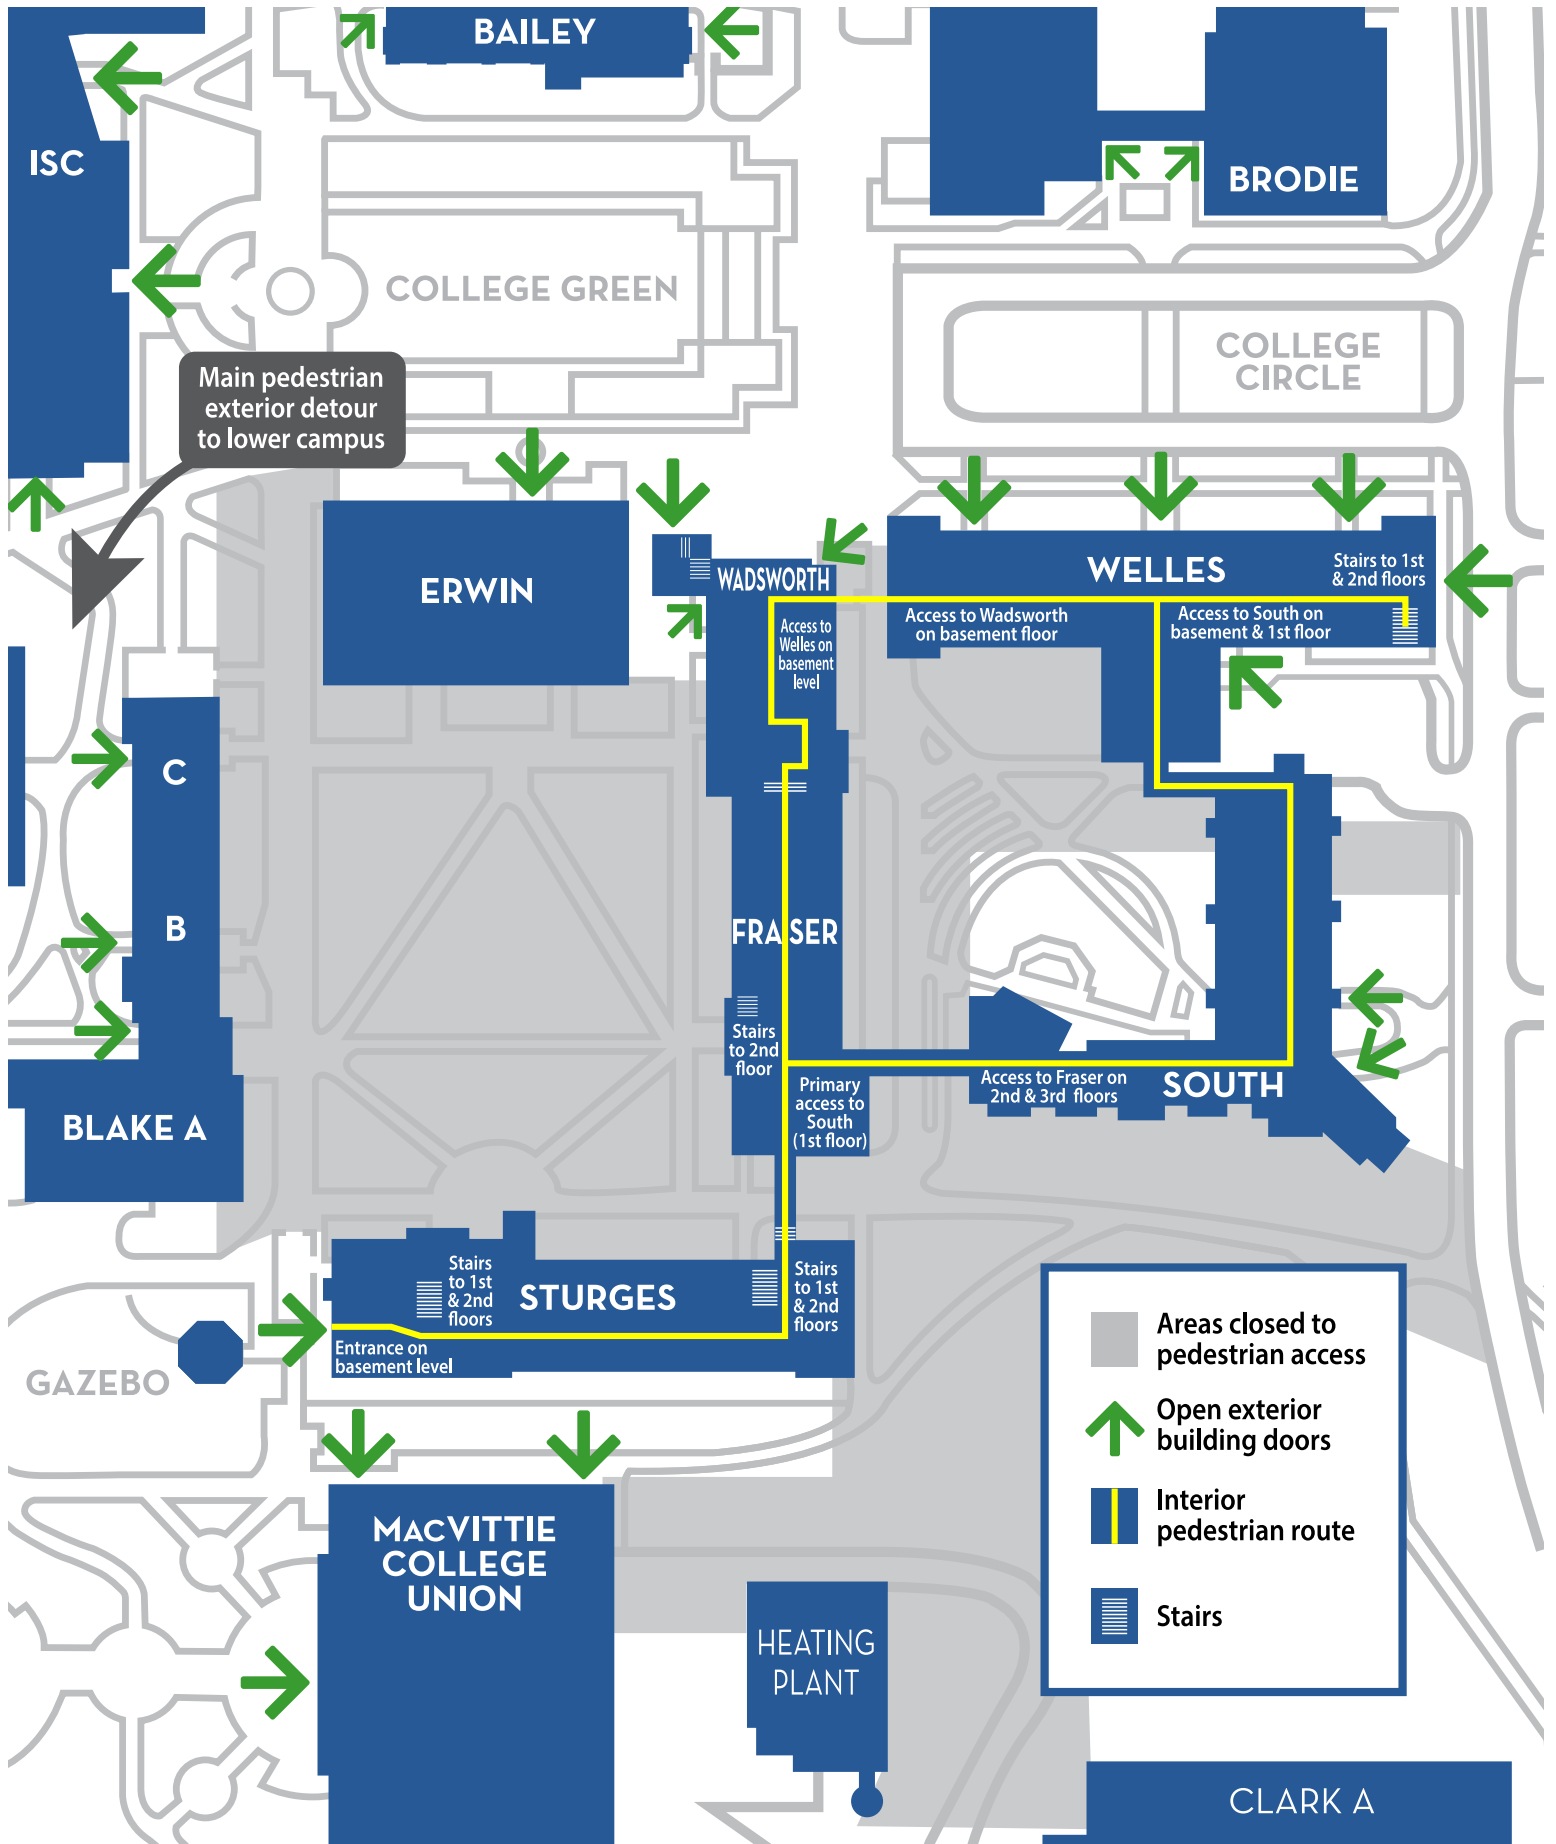 BAILEY
ISC
BRODIE
COLLEGE GREEN
COLLEGE
CIRCLE
Main pedestrian
exterior detour
to lower campus
ERWIN
WADSWORTH
WELLES
Stairs to 1st
& 2nd floors
Access to
Welles on
basement
level
Access to Wadsworth
on basement floor
Access to South on
basement & 1st floor
C
B
FRASER
Stairs
to 2nd
floor
Primary
access to
South
(1st floor)
Access to Fraser on
2nd & 3rd floors
SOUTH
BLAKE A
Stairs
to 1st
& 2nd
floors
STURGES
Stairs
to 1st
& 2nd
floors
Entrance on
basement level
GAZEBO
Areas closed to
pedestrian access
Open exterior
building doors
Interior
pedestrian route
Stairs
MACVITTIE
COLLEGE
UNION
HEATING
PLANT
CLARK A